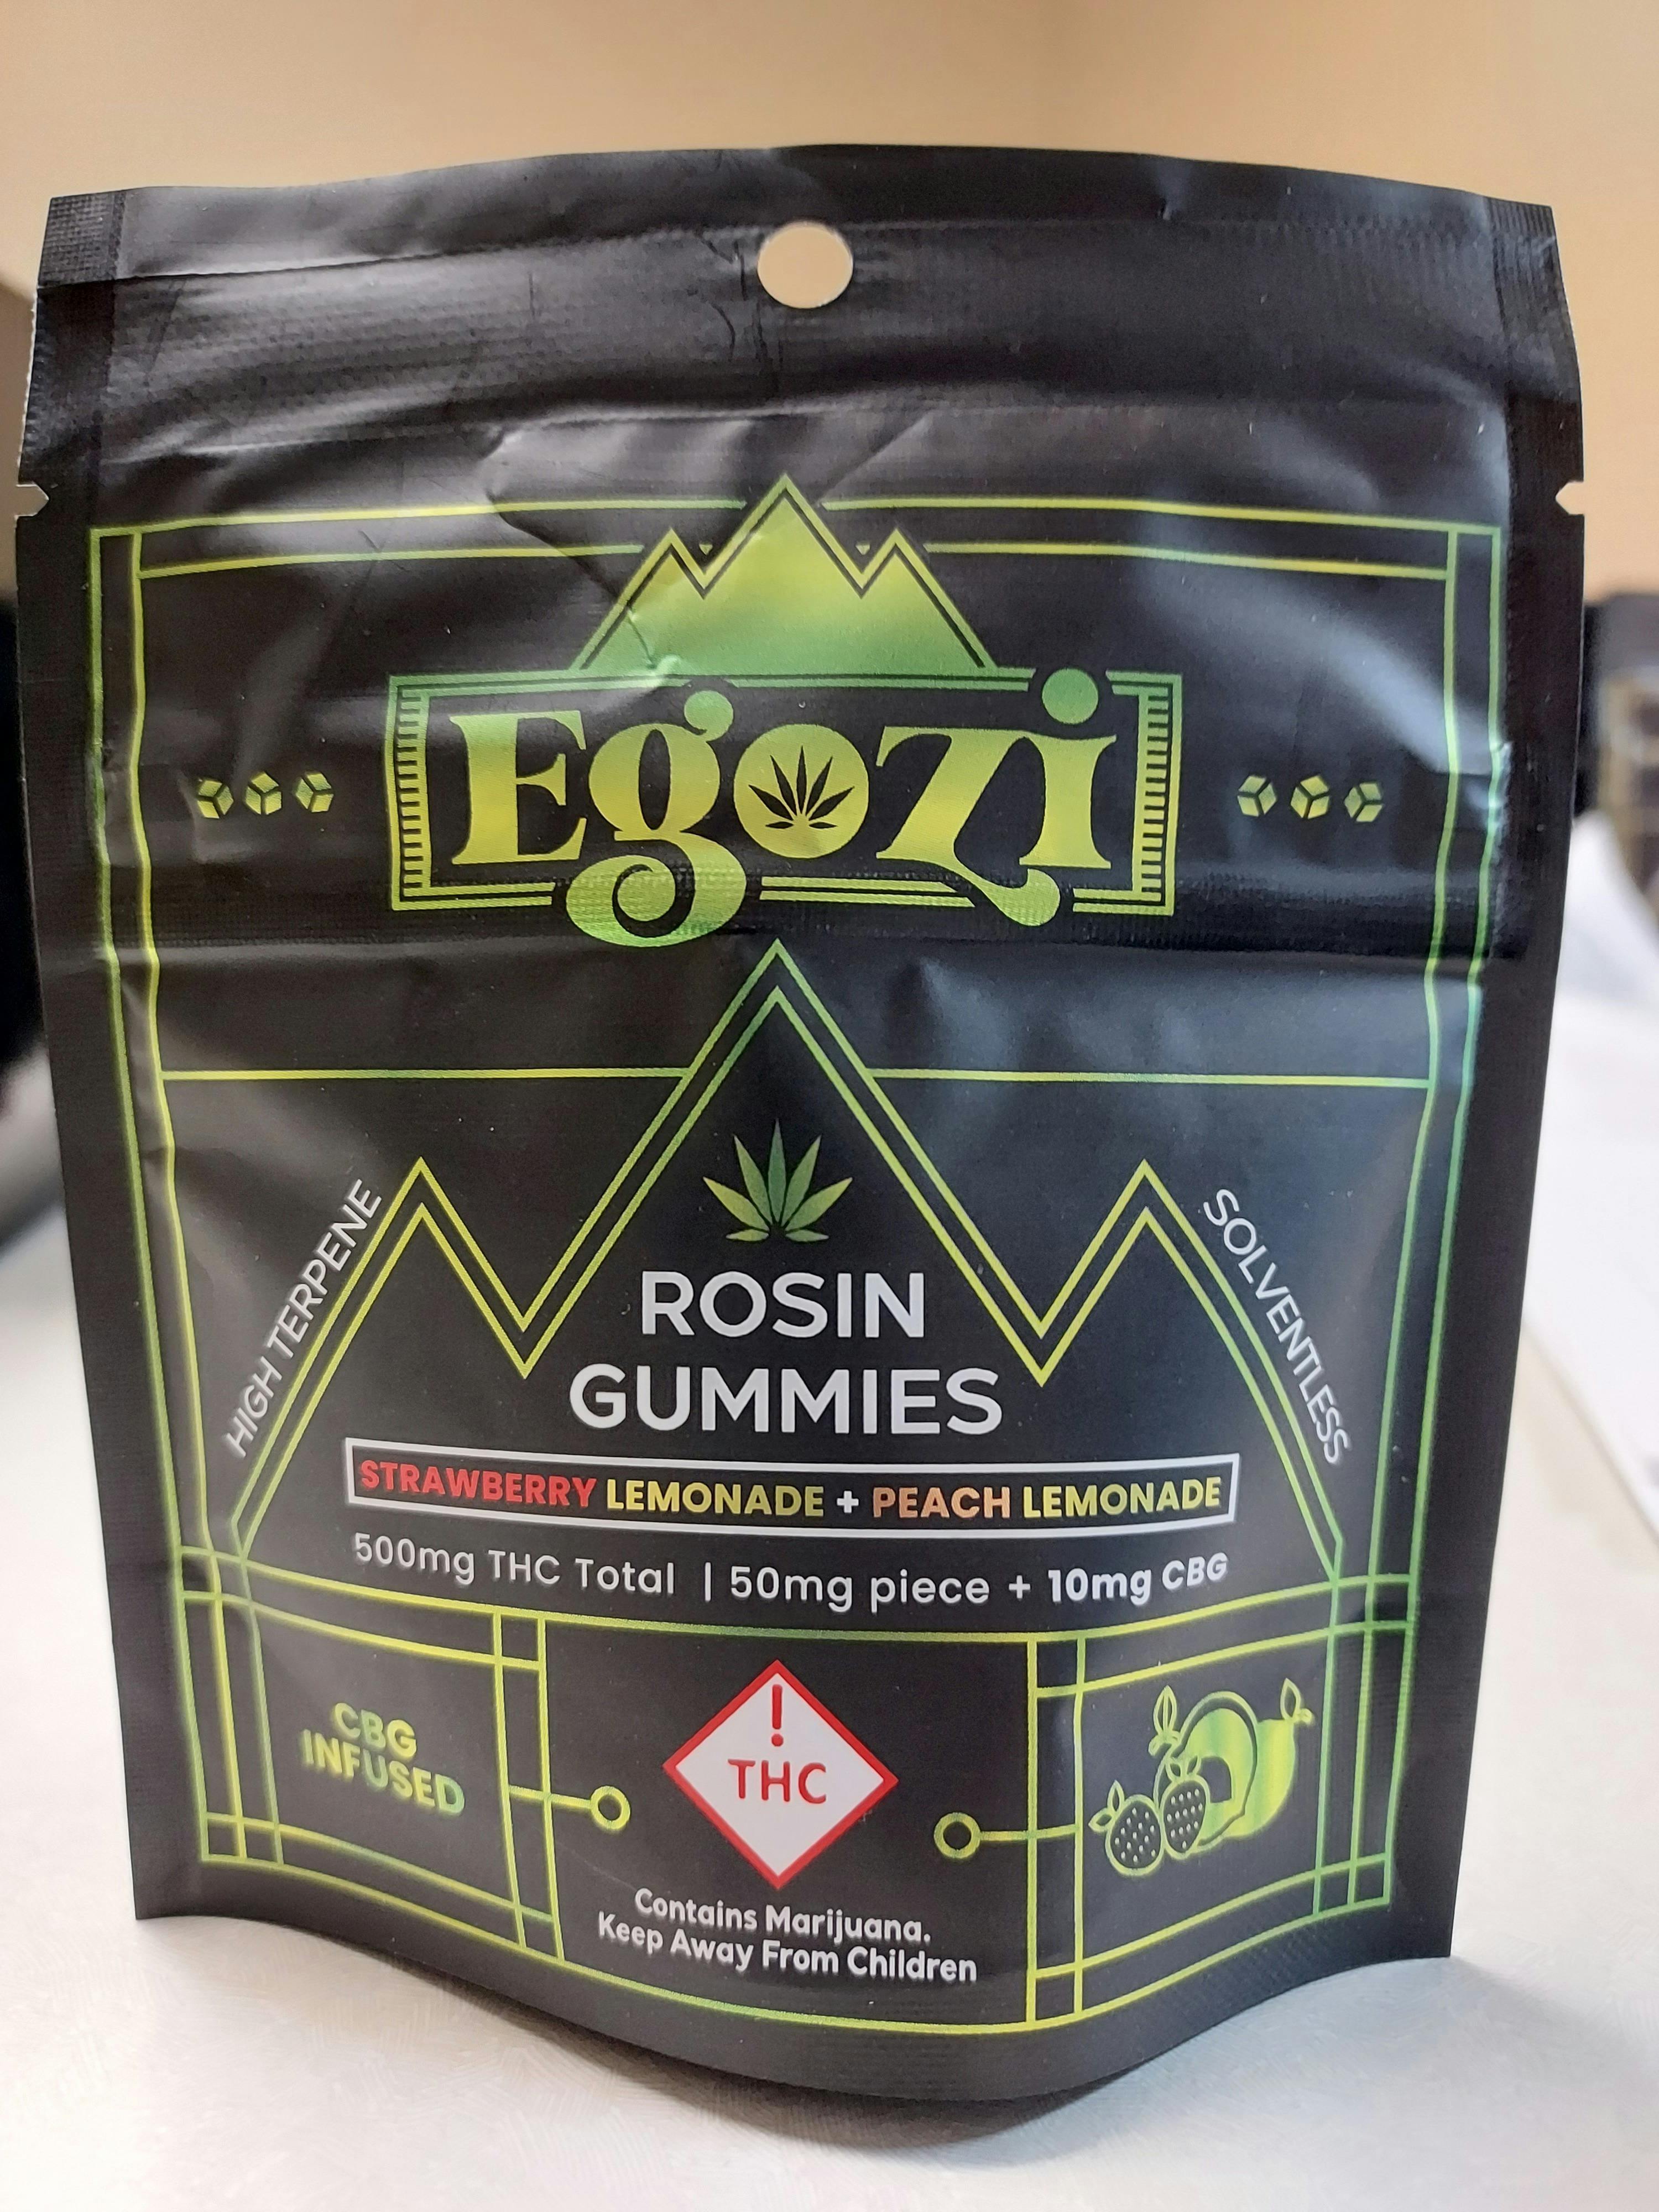 Egozi
HIGH TERPENE
SOLVENTLESS
ROSIN
GUMMIES
STRAWBERRY LEMONADE + PEACH LEMONADE
500mg THC Total | 50mg piece + 10mg CBG
CBG
INFUSED
!
THC
Contains Marijuana.
Keep Away From Children